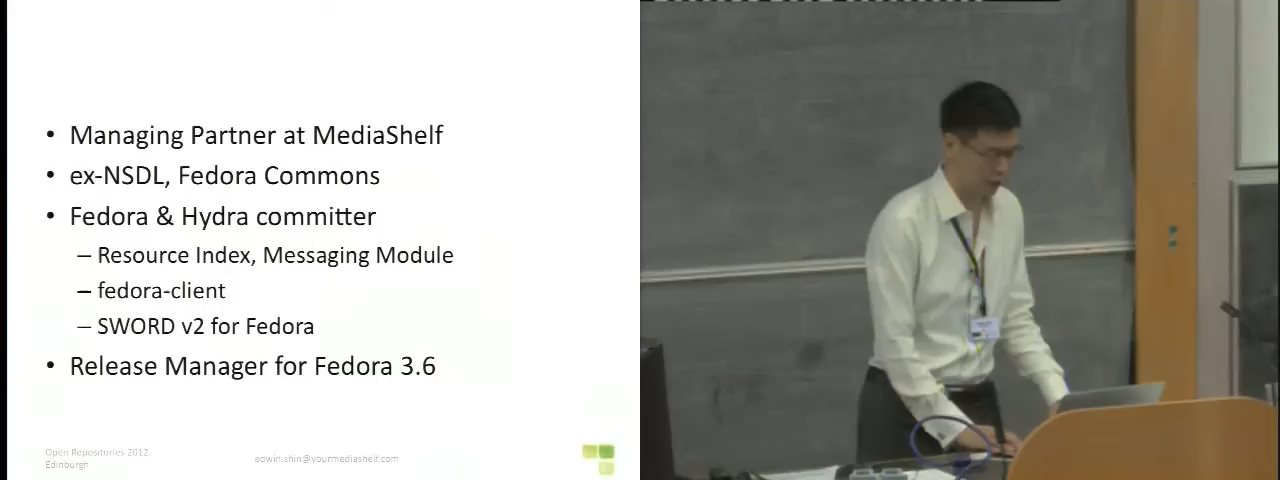 • Managing Partner at MediaShelf
• ex-NSDL, Fedora Commons
• Fedora & Hydra committer
– Resource Index, Messaging Module
– fedora-client
– SWORD v2 for Fedora
• Release Manager for Fedora 3.6
Open Repositories 2012,
Edinburgh
edwin.shin@yourmediashelf.com